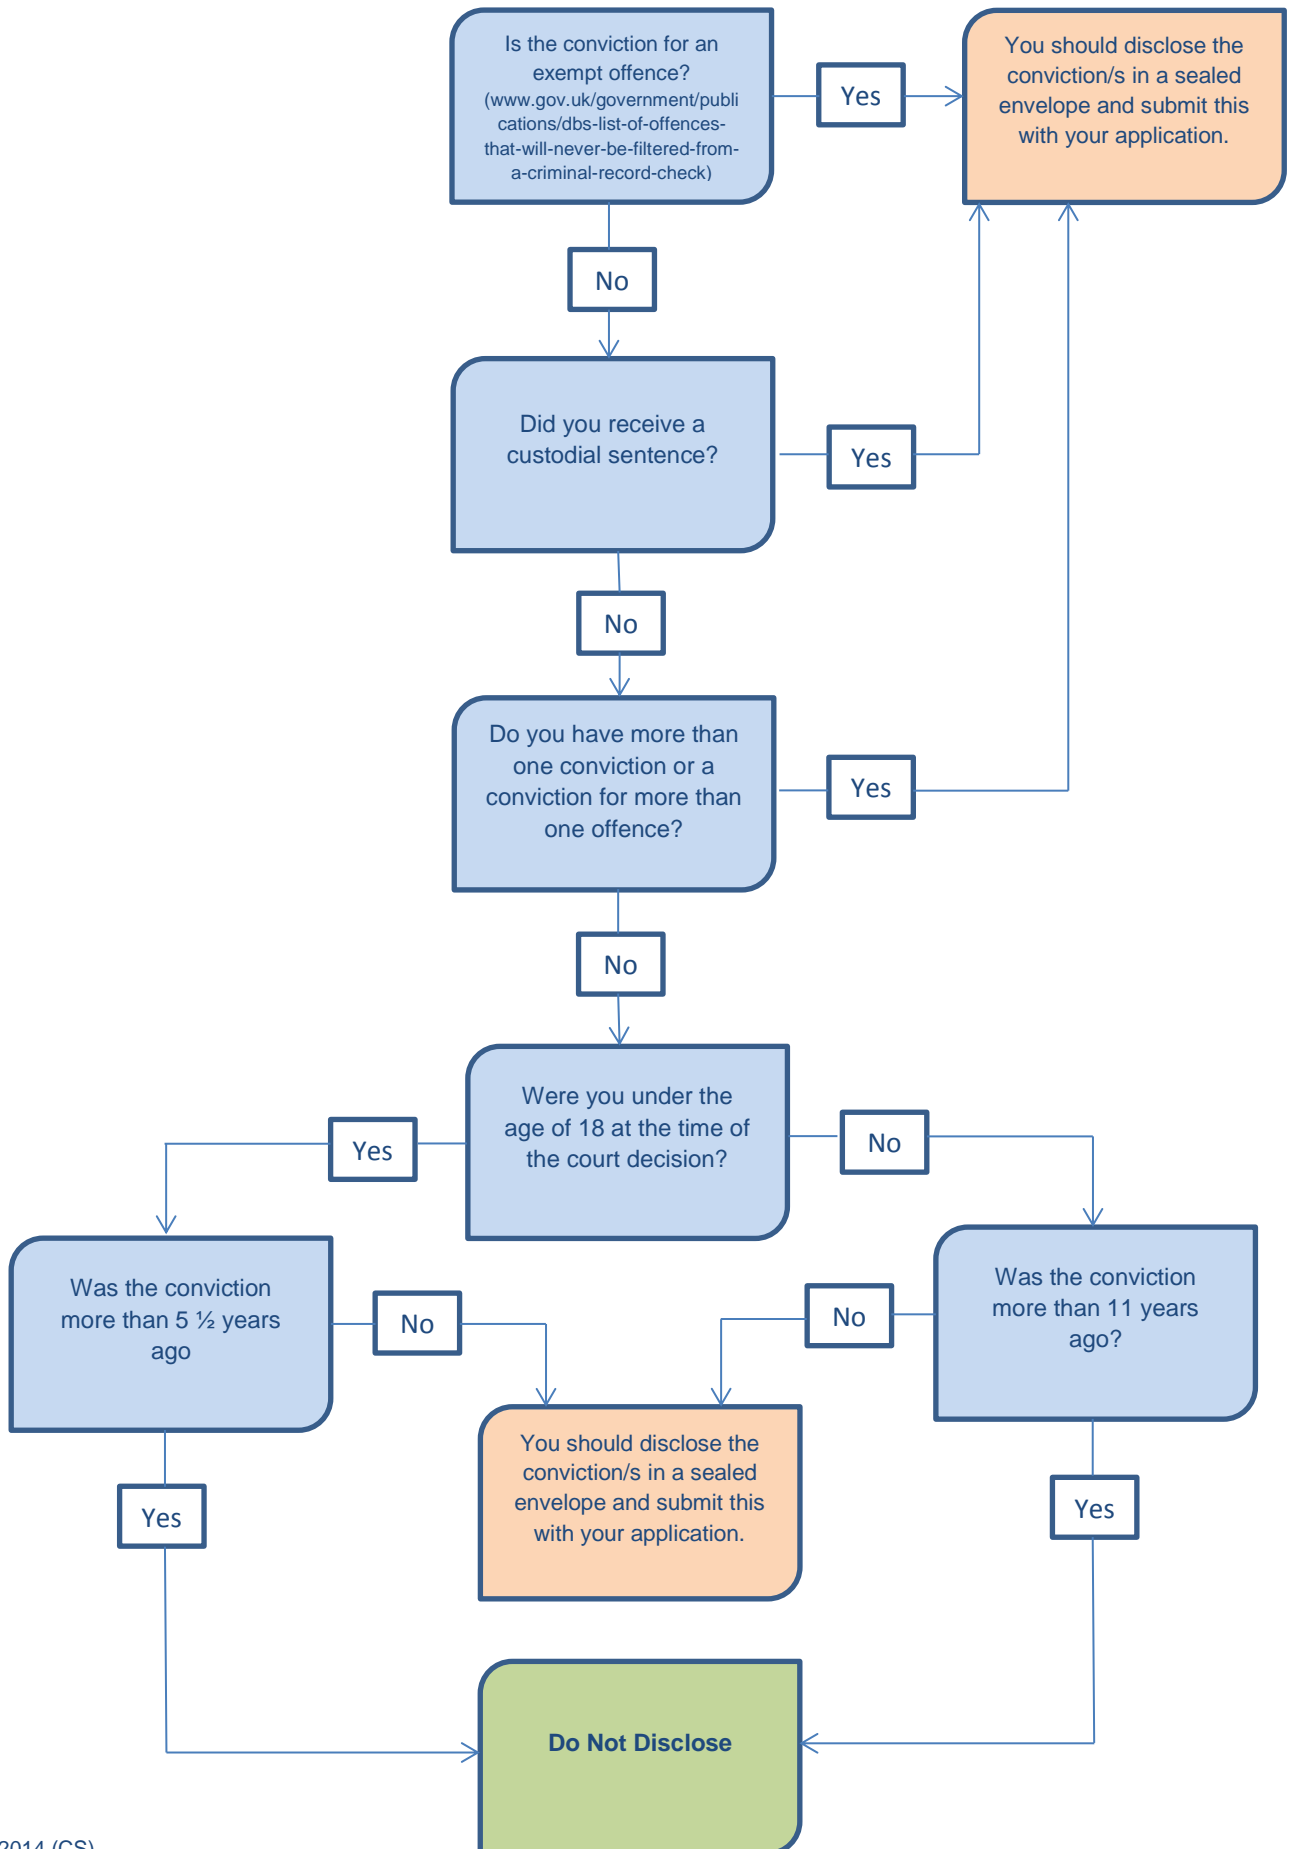 Is the conviction for an
exempt offence?
(www.gov.uk/government/publi
cations/dbs-list-of-offences-
that-will-never-be-filtered-from-
a-criminal-record-check)
Yes
You should disclose the
conviction/s in a sealed
envelope and submit this
with your application.
No
Did you receive a
custodial sentence?
Yes
No
Do you have more than
one conviction or a
conviction for more than
one offence?
Yes
No
Were you under the
age of 18 at the time of
the court decision?
Yes
No
Was the conviction
more than 5 ½ years
ago
No
No
Was the conviction
more than 11 years
ago?
You should disclose the
conviction/s in a sealed
envelope and submit this
with your application.
Yes
Yes
Do Not Disclose
2014 (CS)